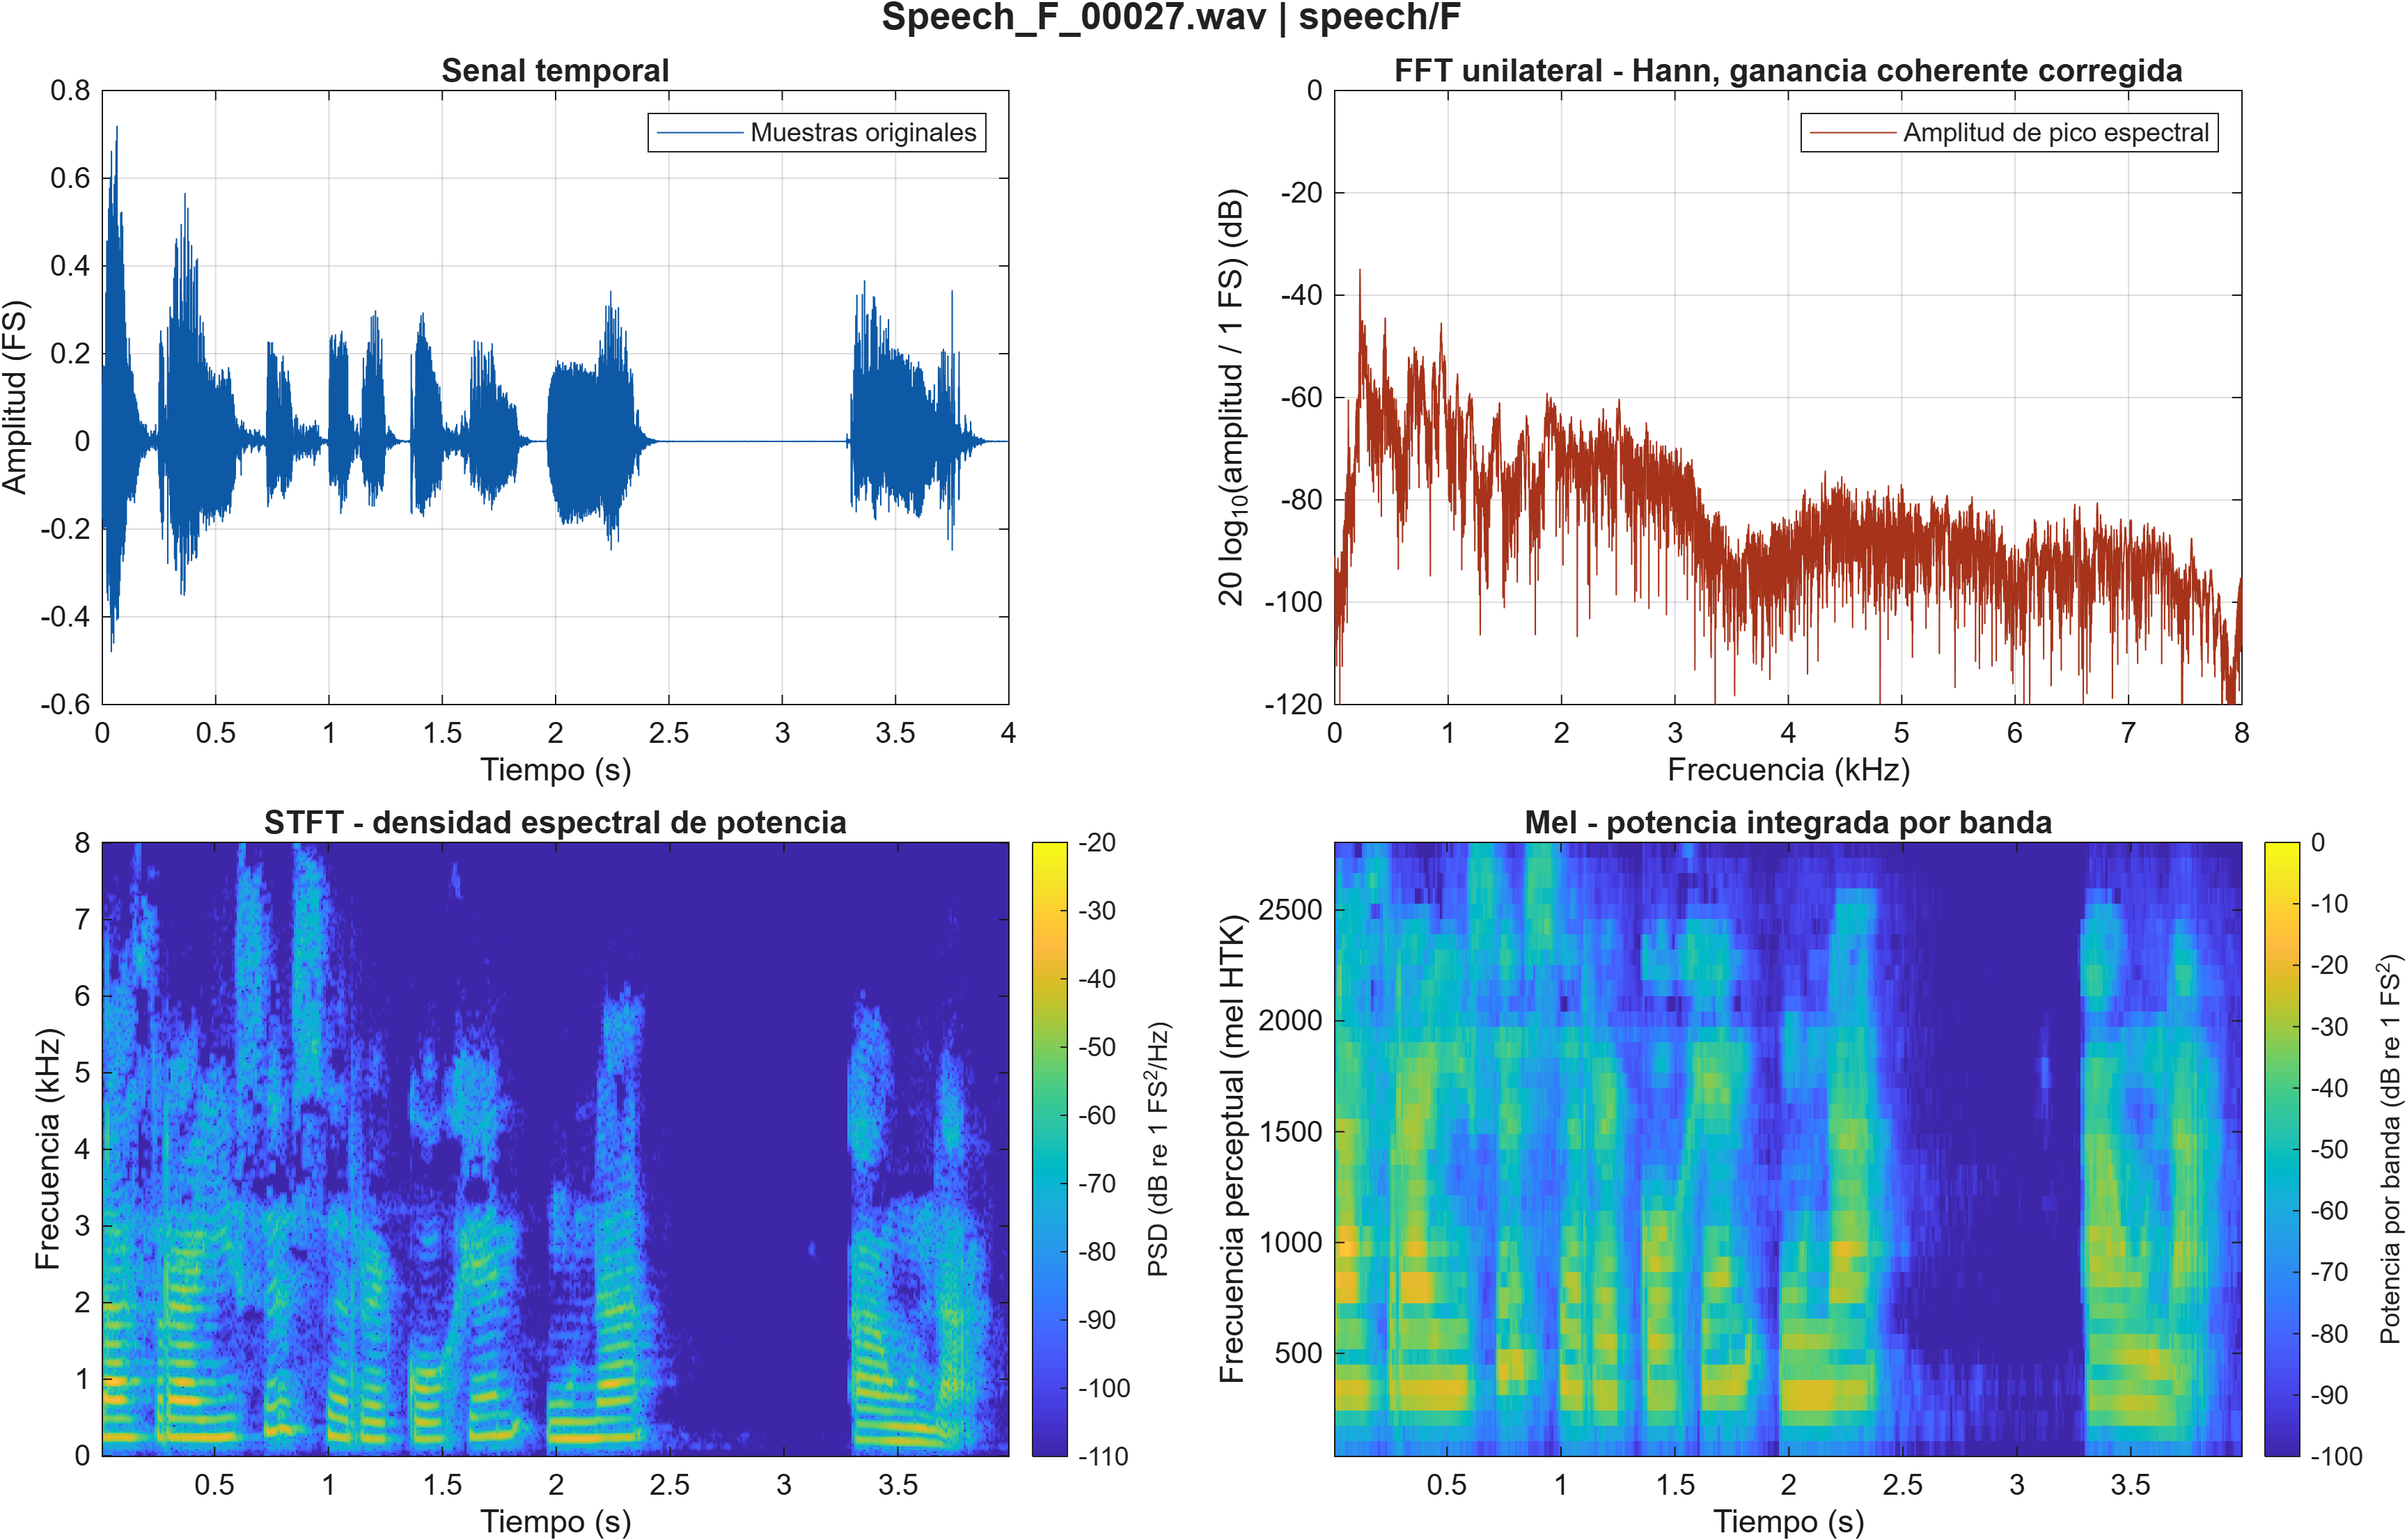 Speech_F_00027.wav | speech/F
Senal temporal
Muestras originales
0.8
0.6
0.4
0.2
0
-0.2
-0.4
-0.6
Amplitud (FS)
0 0.5 1 1.5 2 2.5 3 3.5 4
Tiempo (s)
FFT unilateral - Hann, ganancia coherente corregida
Amplitud de pico espectral
0
-20
-40
-60
-80
-100
-120
20 log10(amplitud / 1 FS) (dB)
0 1 2 3 4 5 6 7 8
Frecuencia (kHz)
STFT - densidad espectral de potencia
8
7
6
5
4
3
2
1
0
Frecuencia (kHz)
0.5 1 1.5 2 2.5 3 3.5
Tiempo (s)
-20
-30
-40
-50
-60
-70
-80
-90
-100
-110
PSD (dB re 1 FS²/Hz)
Mel - potencia integrada por banda
2500
2000
1500
1000
500
Frecuencia perceptual (mel HTK)
0.5 1 1.5 2 2.5 3 3.5
Tiempo (s)
0
-10
-20
-30
-40
-50
-60
-70
-80
-90
-100
Potencia por banda (dB re 1 FS²)